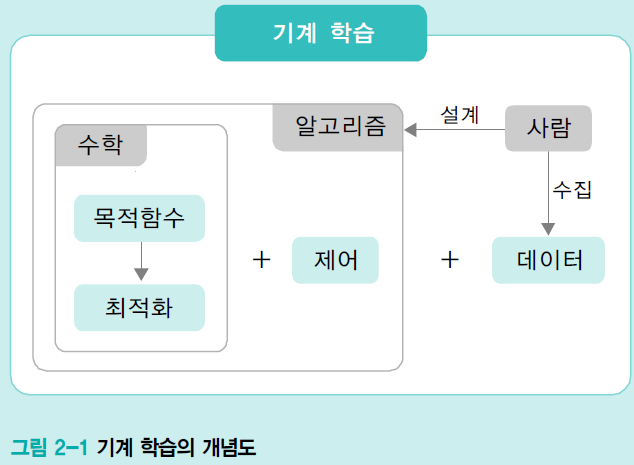 기계 학습
알고리즘
설계
사람
수학
수집
목적함수
+
제어
+
데이터
최적화
그림 2-1 기계 학습의 개념도